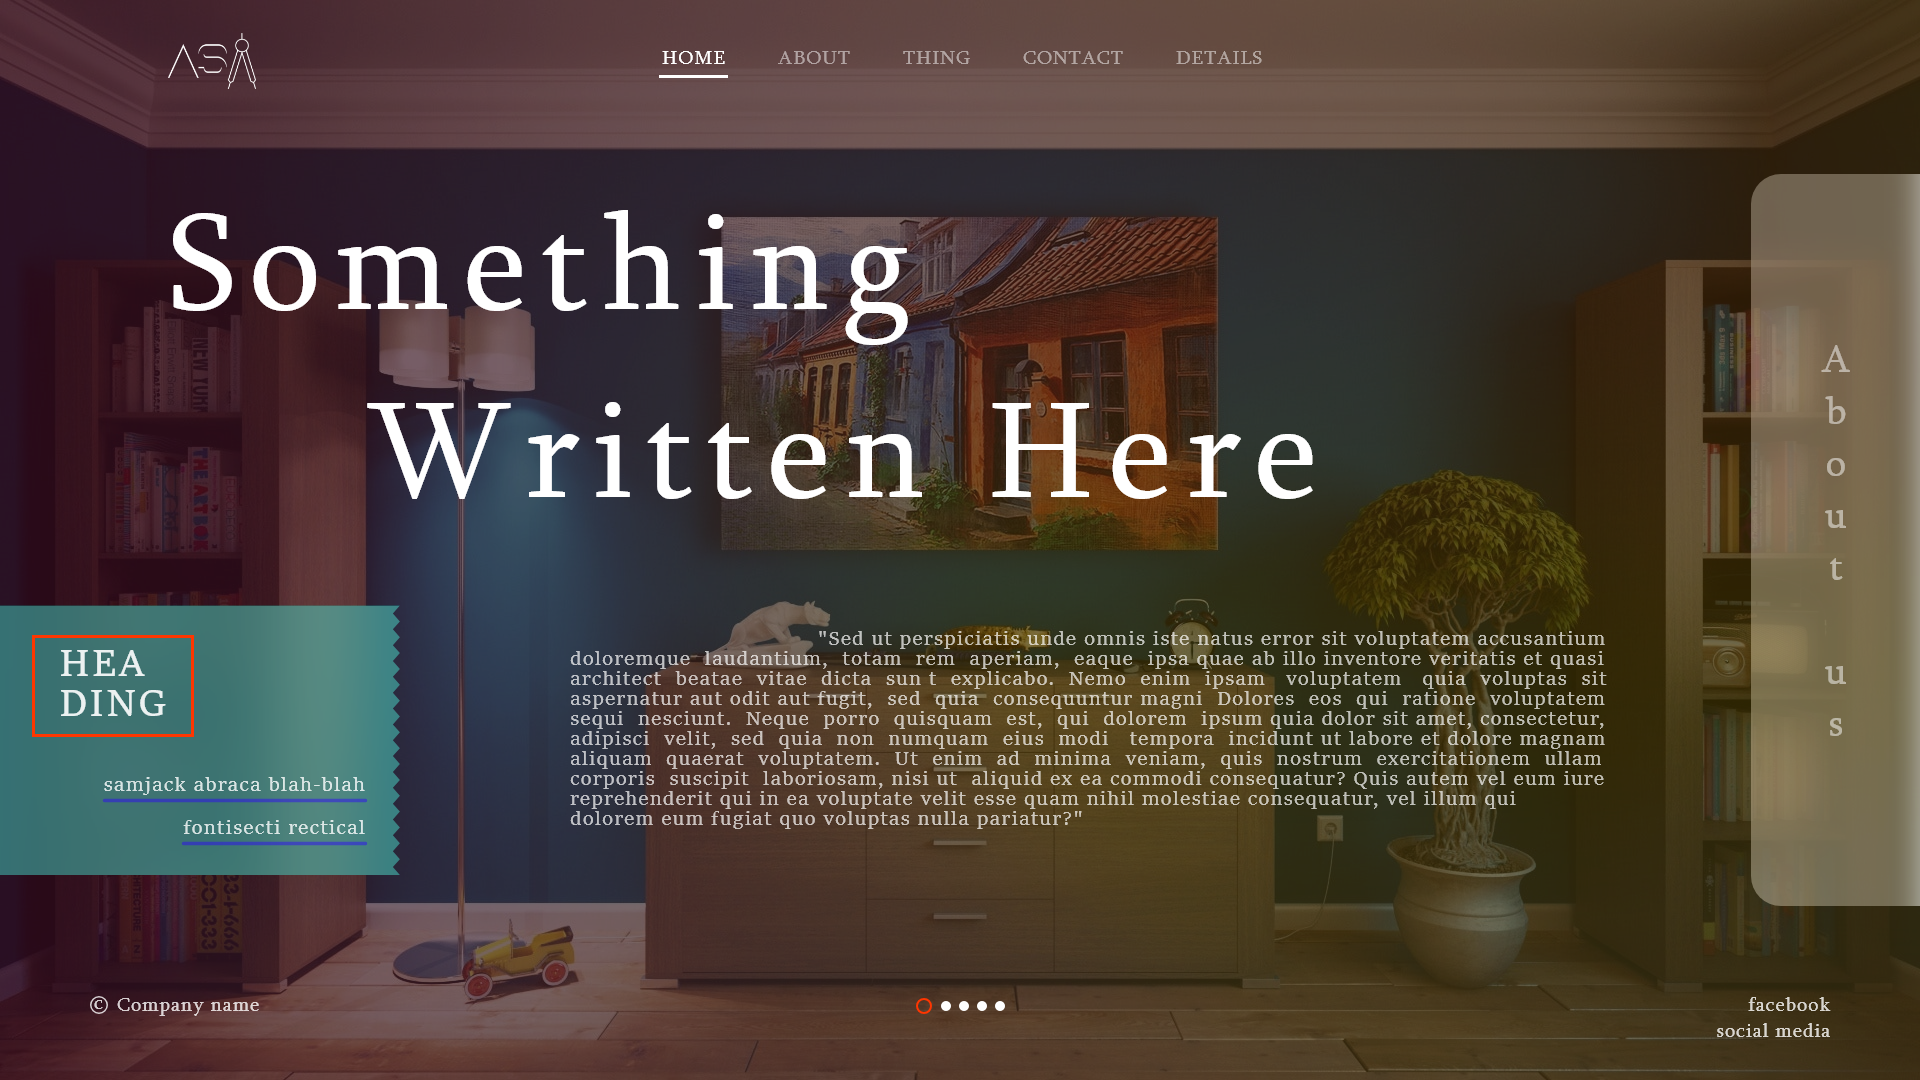 ASA
HOME ABOUT THING CONTACT DETAILS
Something
Written Here
About us
HEA
DING
samjack abraca blah-blah
fontisecti rectical
"Sed ut perspiciatis unde omnis iste natus error sit voluptatem accusantium
doloremque laudantium, totam rem aperiam, eaque ipsa quae ab illo inventore veritatis et quasi
architect beatae vitae dicta sun t explicabo. Nemo enim ipsam voluptatem quia voluptas sit
aspernatur aut odit aut fugit, sed quia consequuntur magni Dolores eos qui ratione voluptatem
sequi nesciunt. Neque porro quisquam est, qui dolorem ipsum quia dolor sit amet, consectetur,
adipisci velit, sed quia non numquam eius modi tempora incidunt ut labore et dolore magnam
aliquam quaerat voluptatem. Ut enim ad minima veniam, quis nostrum exercitationem ullam
corporis suscipit laboriosam, nisi ut aliquid ex ea commodi consequatur? Quis autem vel eum iure
reprehenderit qui in ea voluptate velit esse quam nihil molestiae consequatur, vel illum qui
dolorem eum fugiat quo voluptas nulla pariatur?"
© Company name
facebook
social media